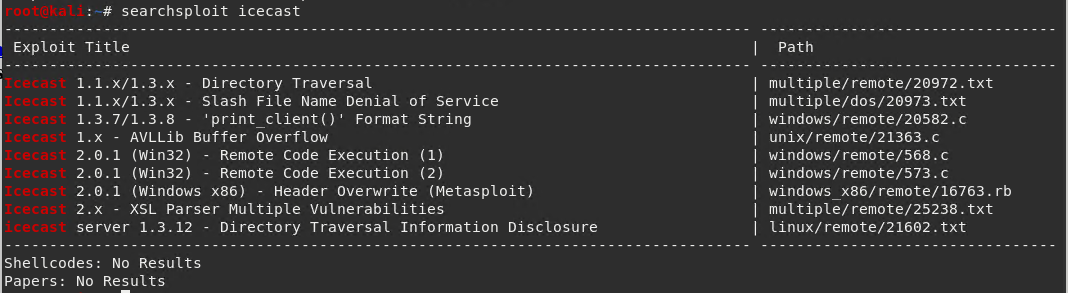 root@kali:~# searchsploit icecast
--------------------------------------------------------------------------------- ---------------------------------
Exploit Title | Path
--------------------------------------------------------------------------------- ---------------------------------
Icecast 1.1.x/1.3.x - Directory Traversal | multiple/remote/20972.txt
Icecast 1.1.x/1.3.x - Slash File Name Denial of Service | multiple/dos/20973.txt
Icecast 1.3.7/1.3.8 - 'print_client()' Format String | windows/remote/20582.c
Icecast 1.x - AVLLib Buffer Overflow | unix/remote/21363.c
Icecast 2.0.1 (Win32) - Remote Code Execution (1) | windows/remote/568.c
Icecast 2.0.1 (Win32) - Remote Code Execution (2) | windows/remote/573.c
Icecast 2.0.1 (Windows x86) - Header Overwrite (Metasploit) | windows_x86/remote/16763.rb
Icecast 2.x - XSL Parser Multiple Vulnerabilities | multiple/remote/25238.txt
icecast server 1.3.12 - Directory Traversal Information Disclosure | linux/remote/21602.txt
--------------------------------------------------------------------------------- ---------------------------------
Shellcodes: No Results
Papers: No Results